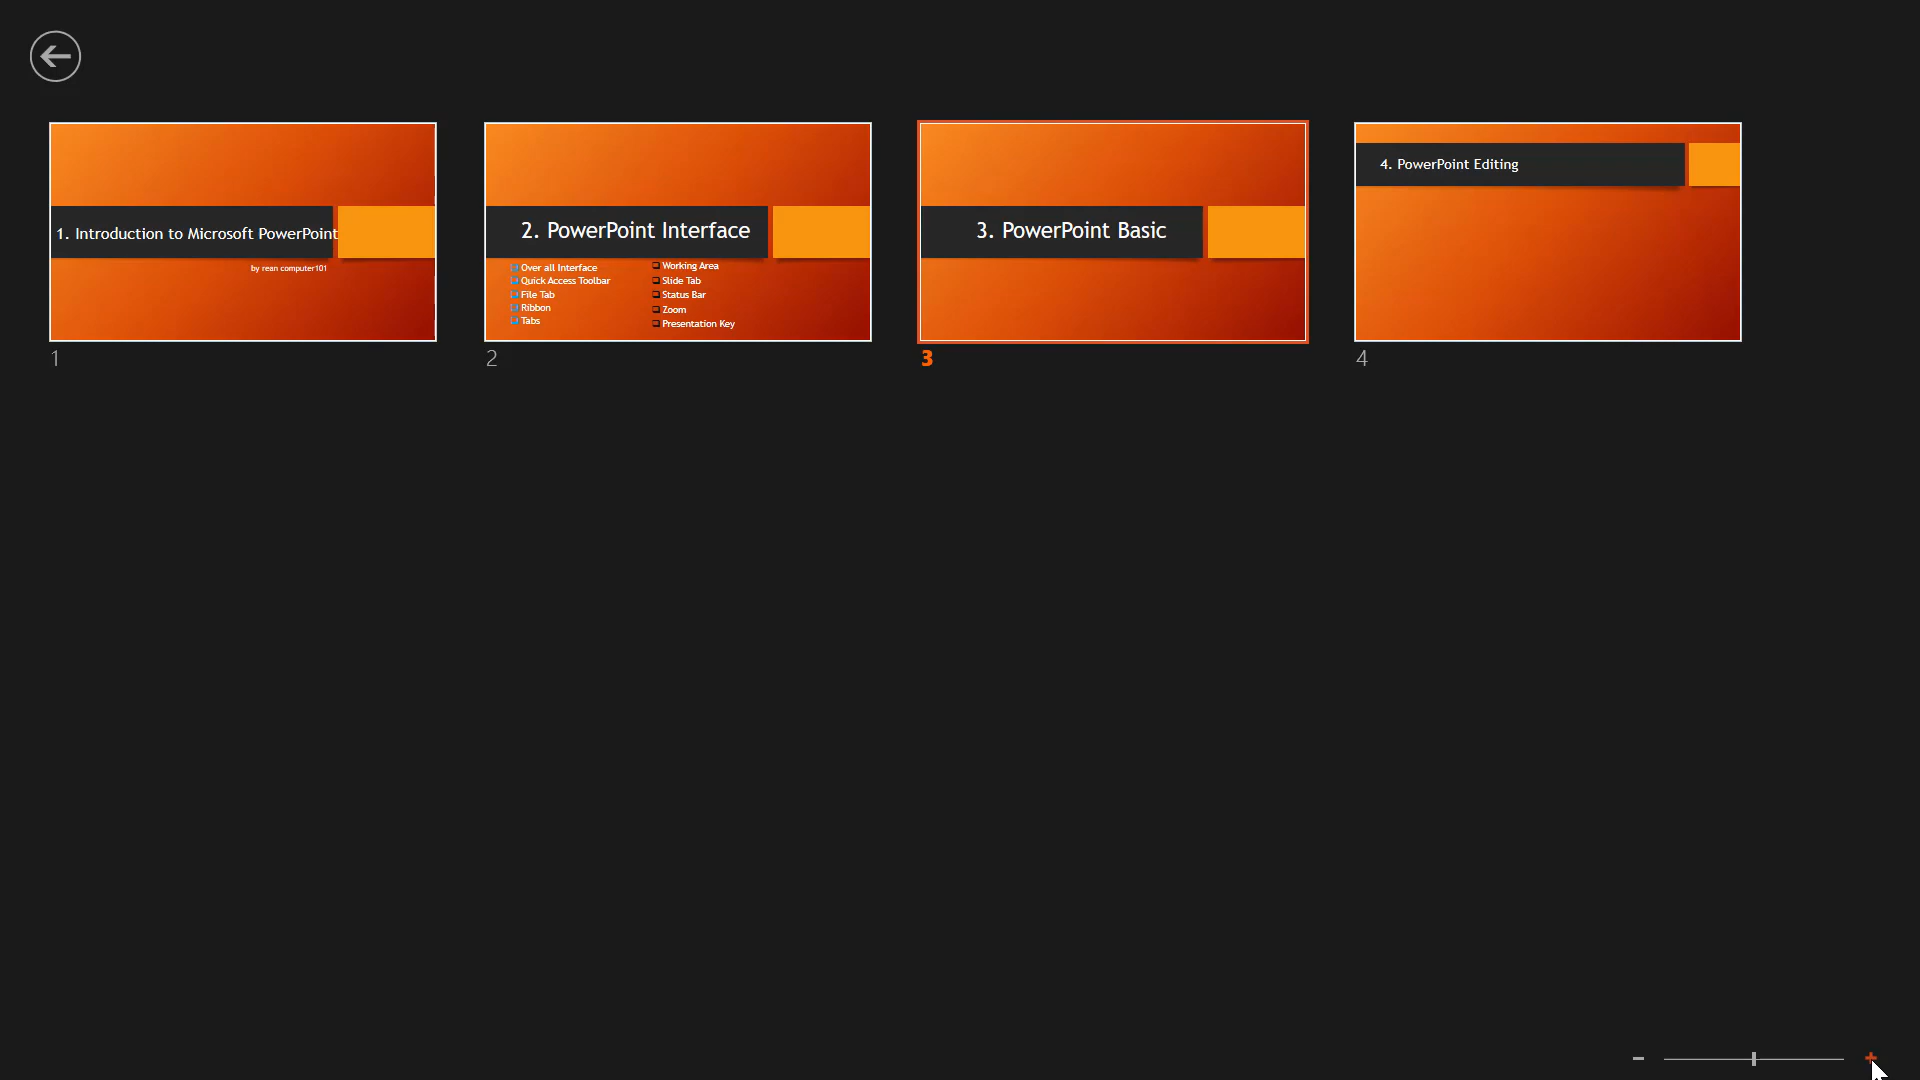 1. Introduction to Microsoft PowerPoint
by rean computer101
1
2. PowerPoint Interface
Over all Interface
Quick Access Toolbar
File Tab
Ribbon
Tabs
Working Area
Slide Tab
Status Bar
Zoom
Presentation Key
2
3. PowerPoint Basic
3
4. PowerPoint Editing
4